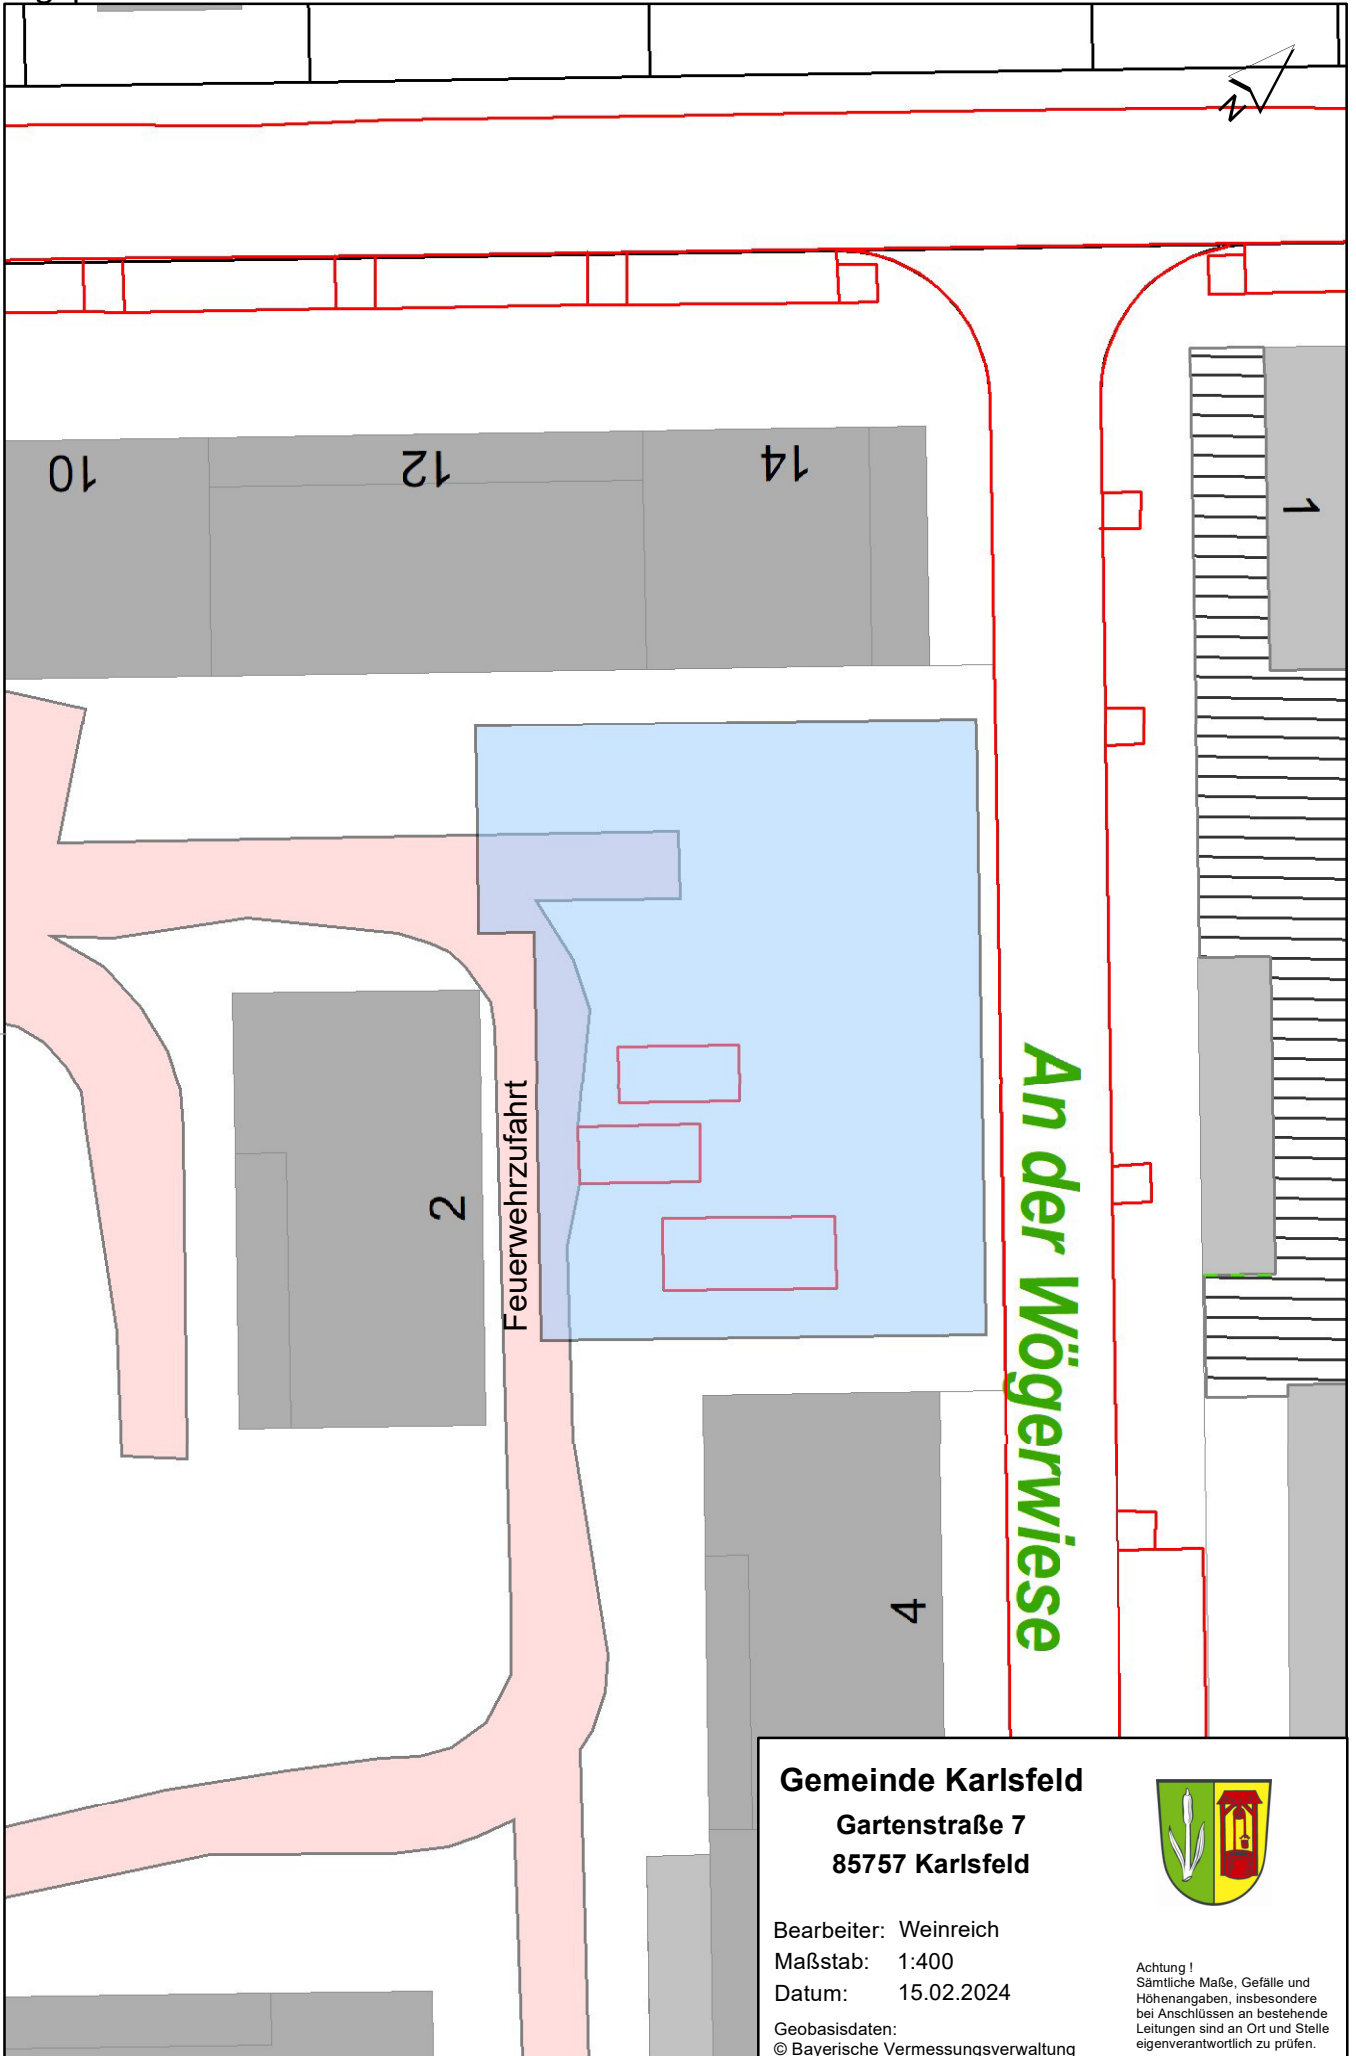 N
10
12
14
1
2
Feuerwehrzufahrt
An der Wögerwiese
4
Gemeinde Karlsfeld
Gartenstraße 7
85757 Karlsfeld
Bearbeiter: Weinreich
Maßstab: 1:400
Datum: 15.02.2024
Geobasisdaten:
© Bayerische Vermessungsverwaltung
Achtung !
Sämtliche Maße, Gefälle und
Höhenangaben, insbesondere
bei Anschlüssen an bestehende
Leitungen sind an Ort und Stelle
eigenverantwortlich zu prüfen.